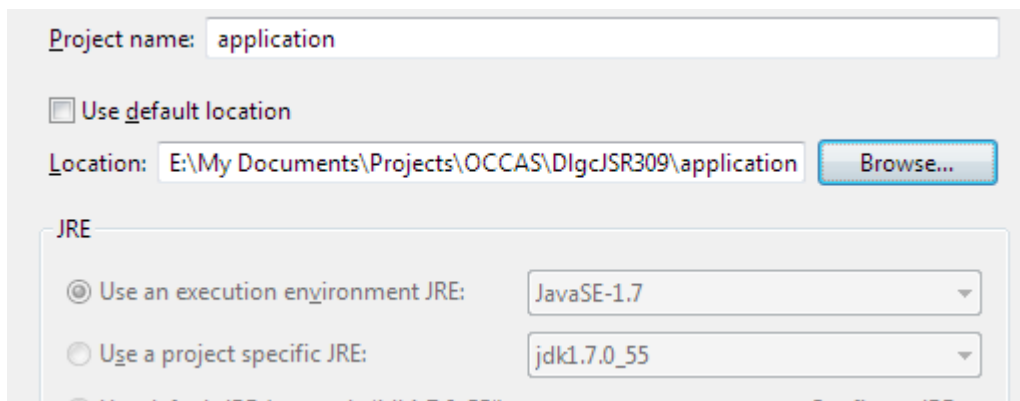 Project name: application
Use default location
Location: E:\My Documents\Projects\OCCAS\DlgcJSR309\application Browse...
JRE
Use an execution environment JRE: JavaSE-1.7
Use a project specific JRE: jdk1.7.0_55